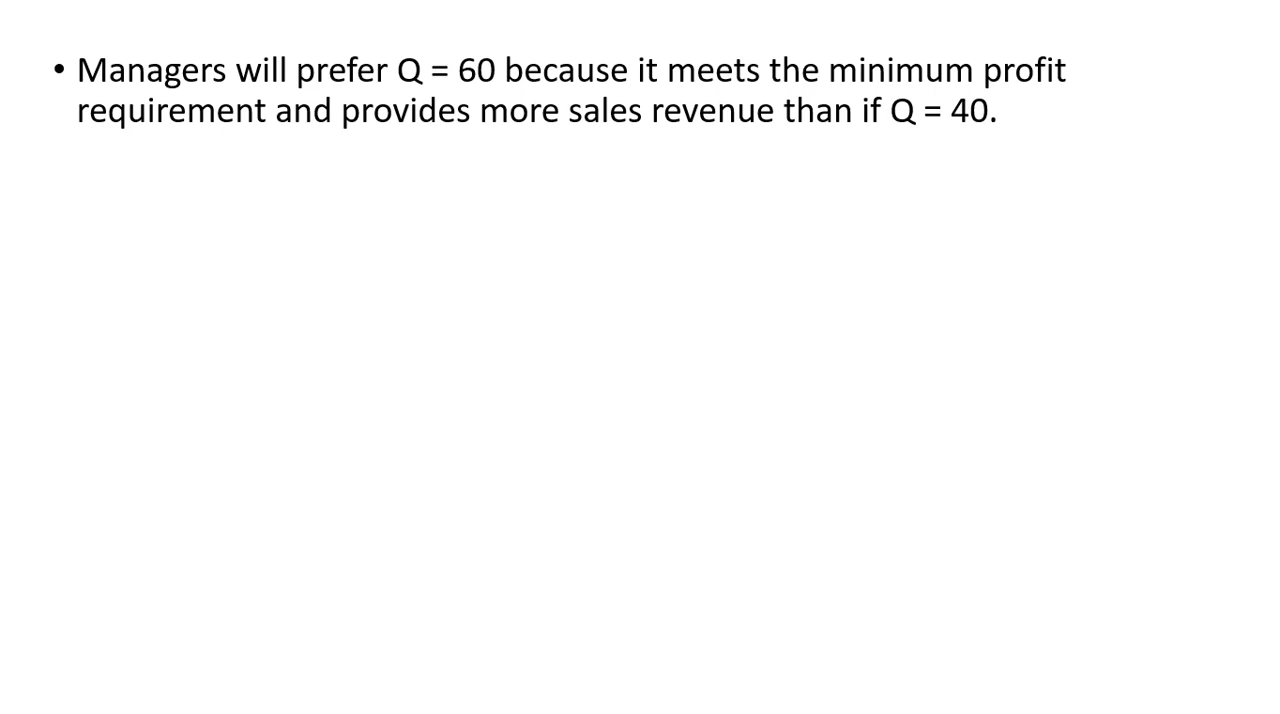 • Managers will prefer Q = 60 because it meets the minimum profit
requirement and provides more sales revenue than if Q = 40.